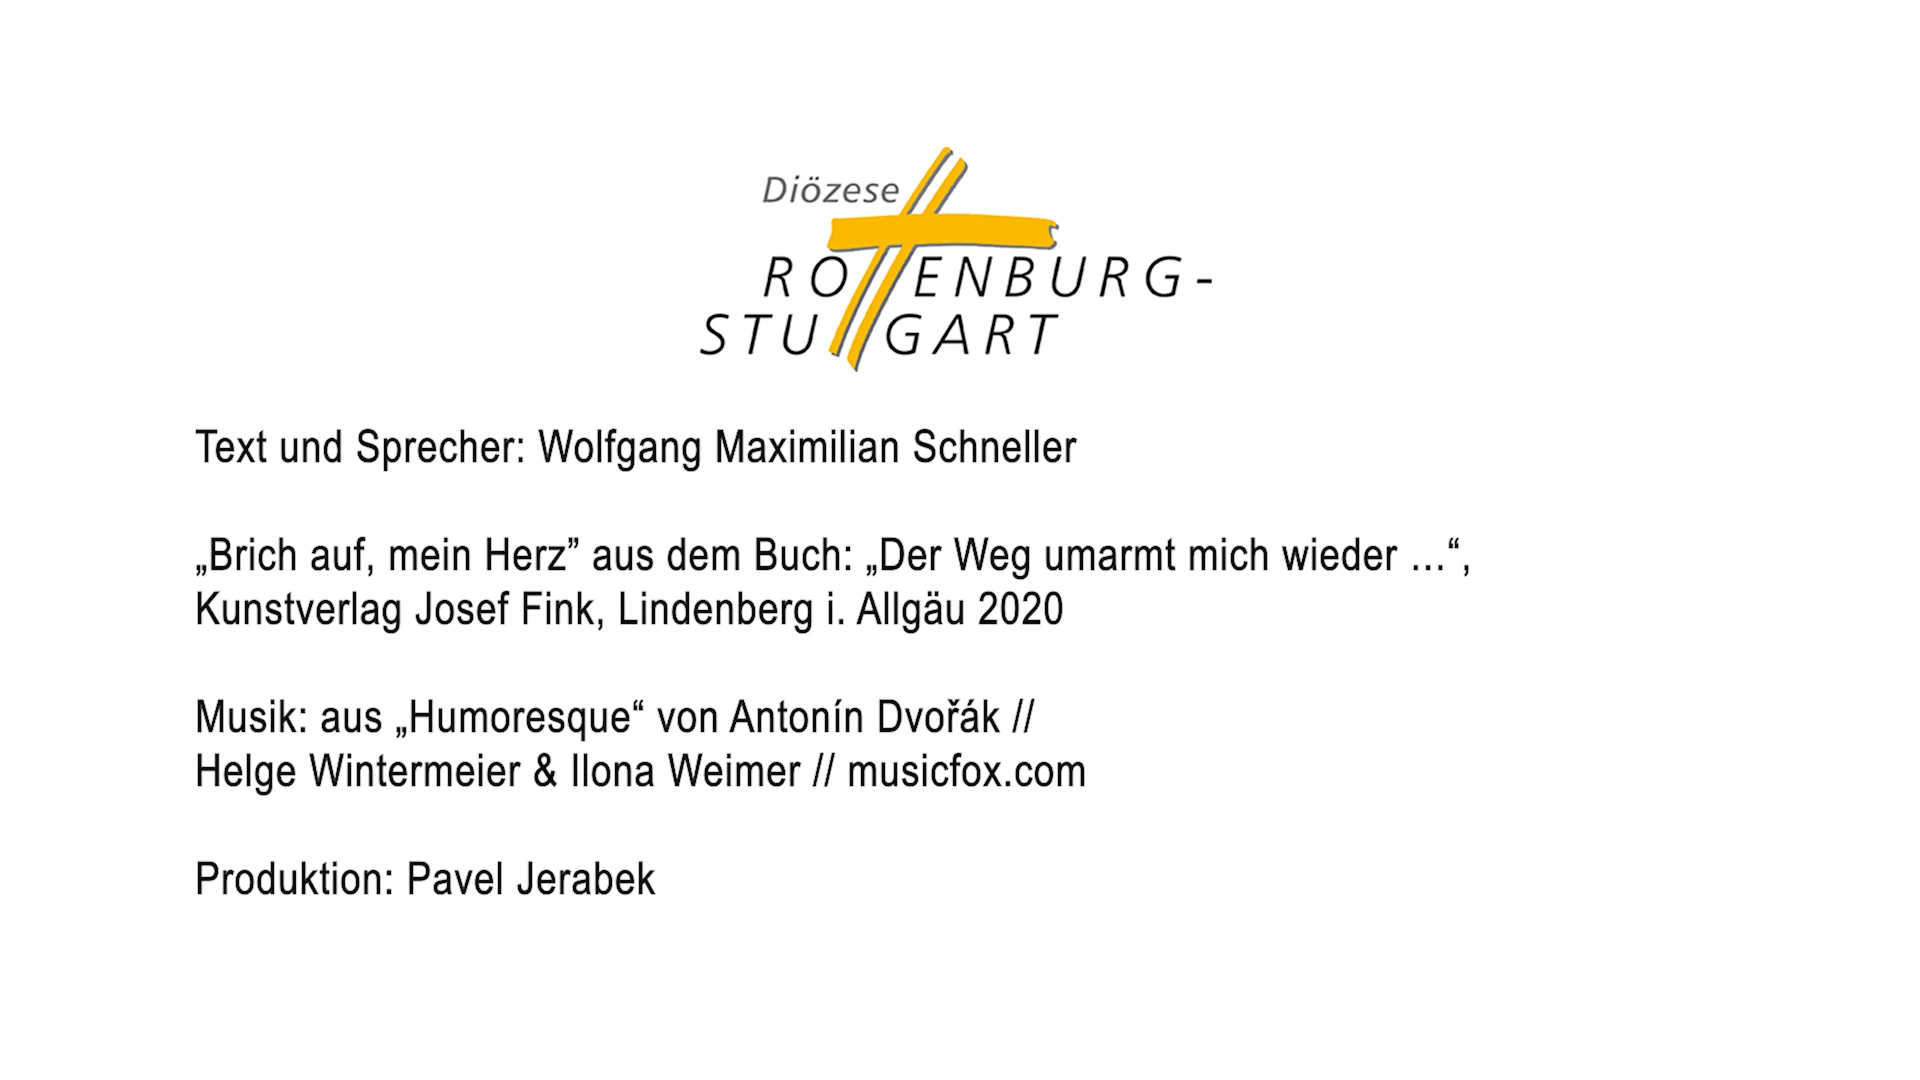 Diözese
ROTTENBURG-
STUTTGART
Text und Sprecher: Wolfgang Maximilian Schneller
„Brich auf, mein Herz” aus dem Buch: „Der Weg umarmt mich wieder ...“,
Kunstverlag Josef Fink, Lindenberg i. Allgäu 2020
Musik: aus „Humoresque“ von Antonín Dvořák //
Helge Wintermeier & Ilona Weimer // musicfox.com
Produktion: Pavel Jerabek